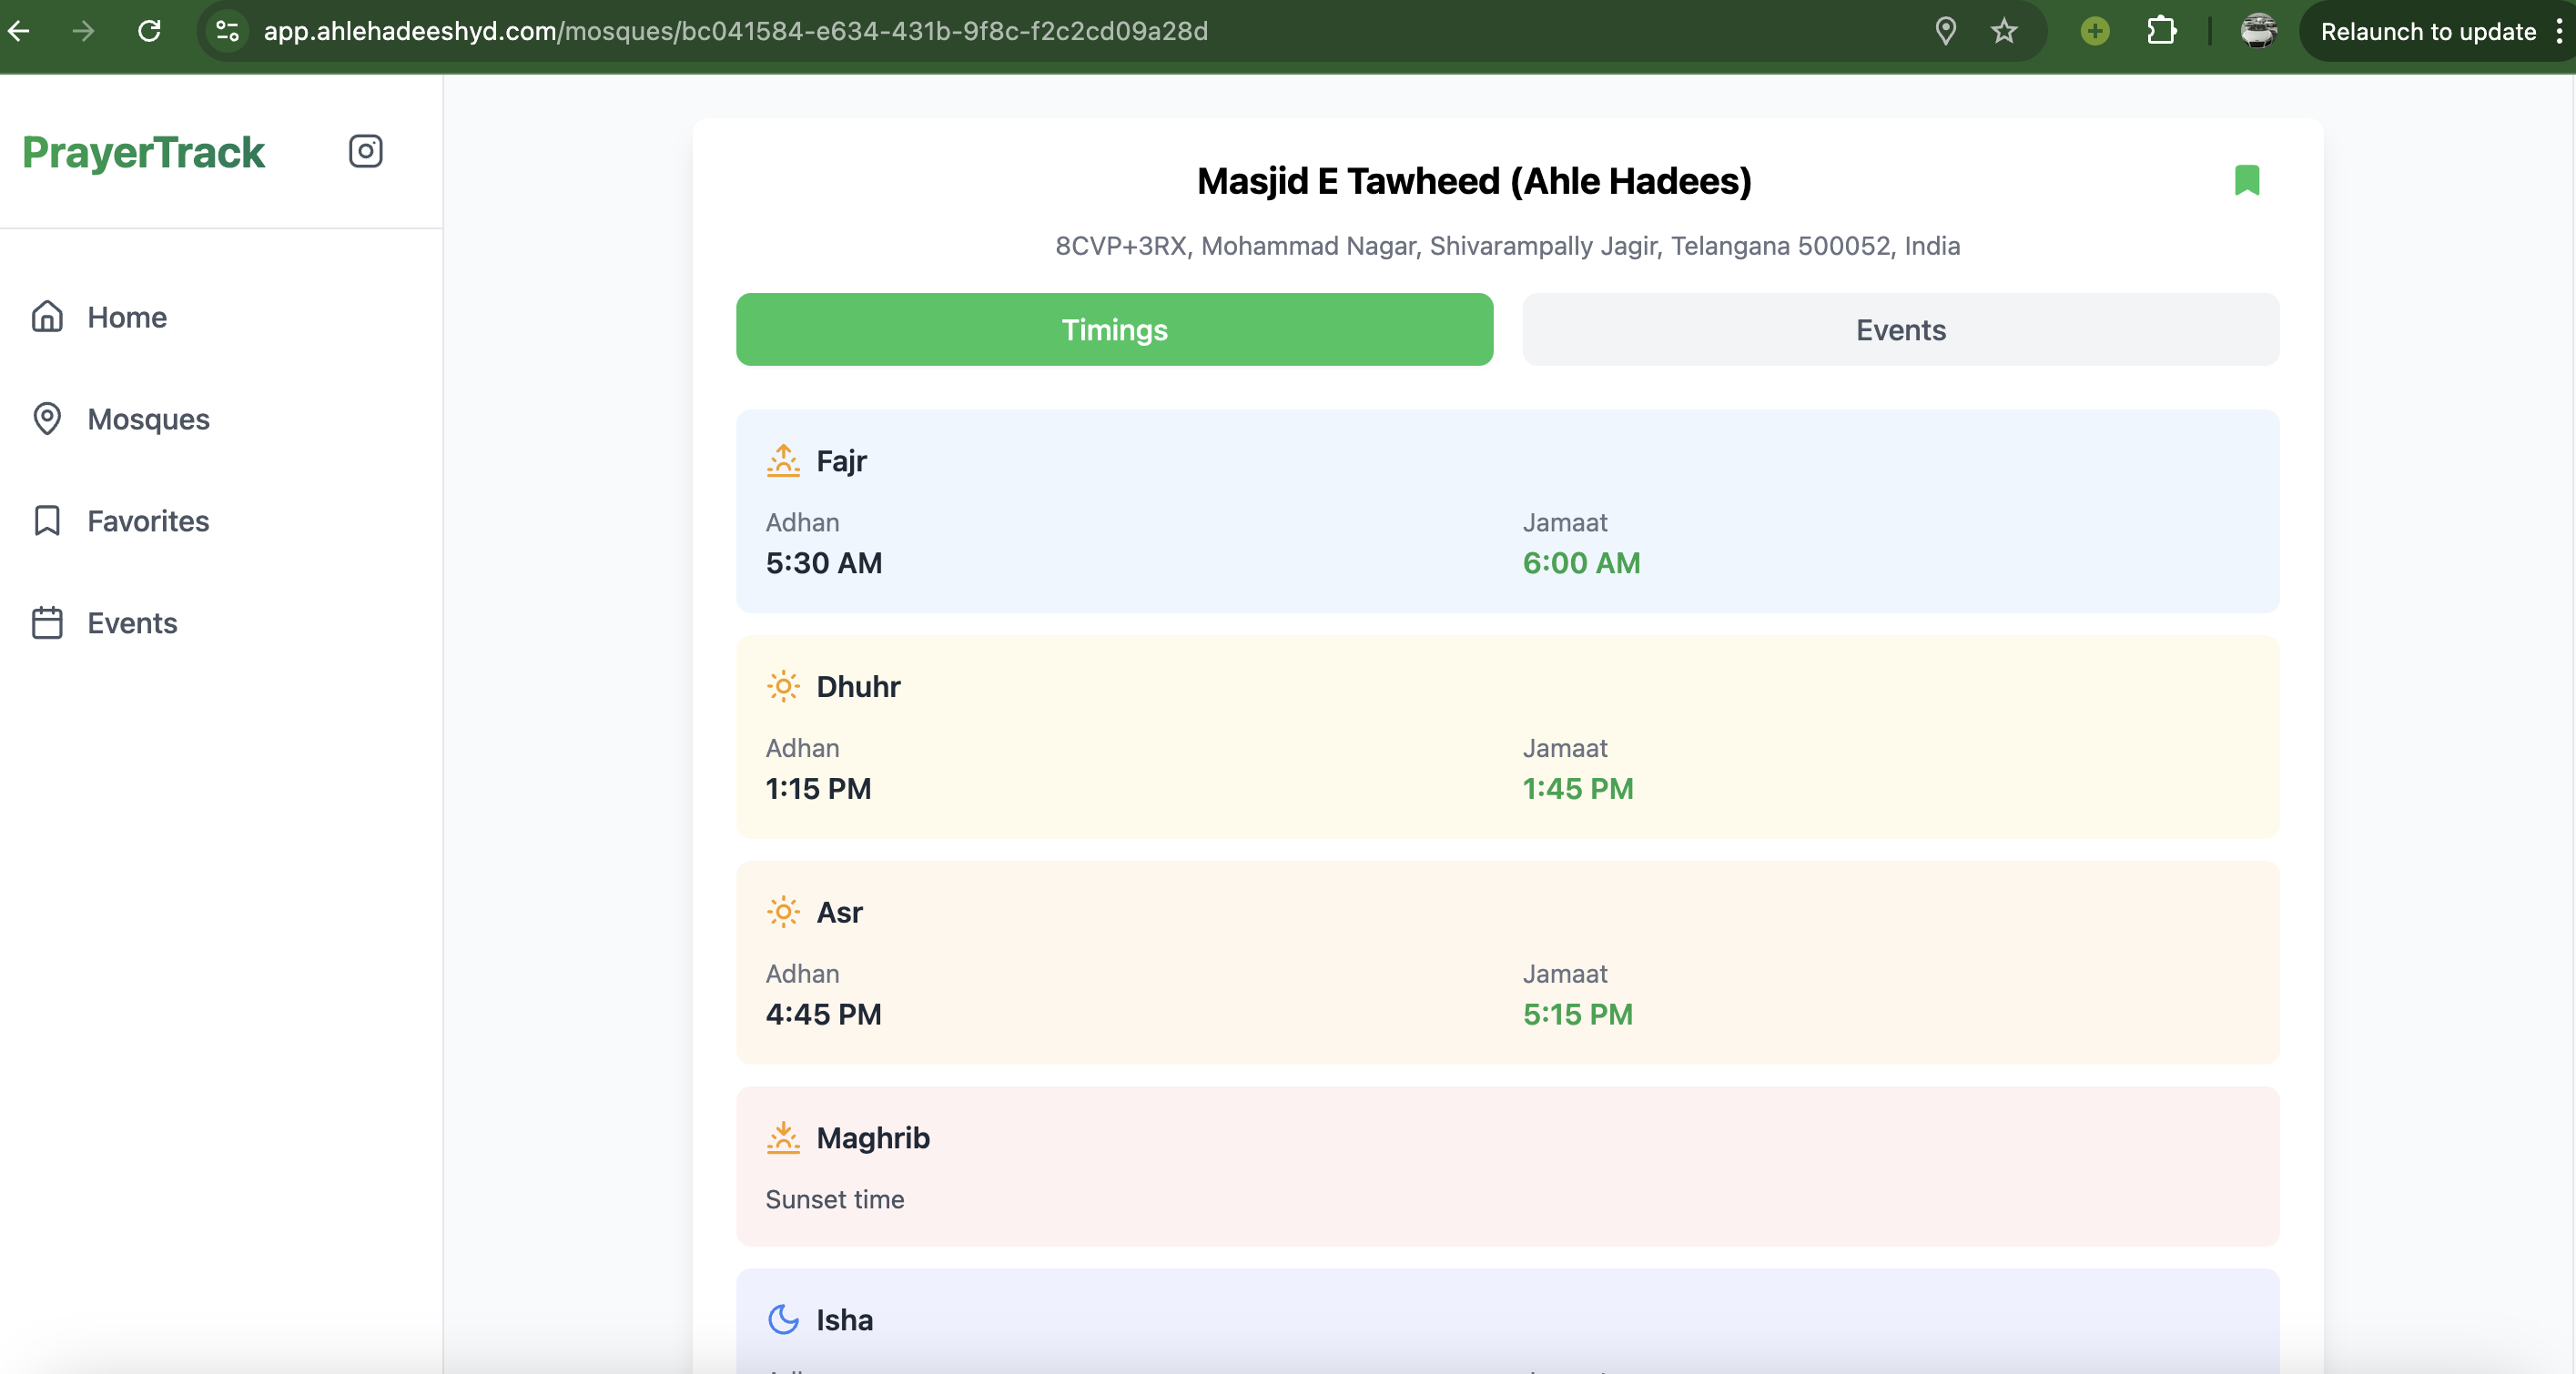 app.ahlehadeeshyd.com/mosques/bc041584-e634-431b-9f8c-f2c2cd09a28d
Relaunch to update
PrayerTrack
Home
Mosques
Favorites
Events
Masjid E Tawheed (Ahle Hadees)
8CVP+3RX, Mohammad Nagar, Shivarampally Jagir, Telangana 500052, India
Timings
Events
Fajr
Adhan
Jamaat
5:30 AM
6:00 AM
Dhuhr
Adhan
Jamaat
1:15 PM
1:45 PM
Asr
Adhan
Jamaat
4:45 PM
5:15 PM
Maghrib
Sunset time
Isha